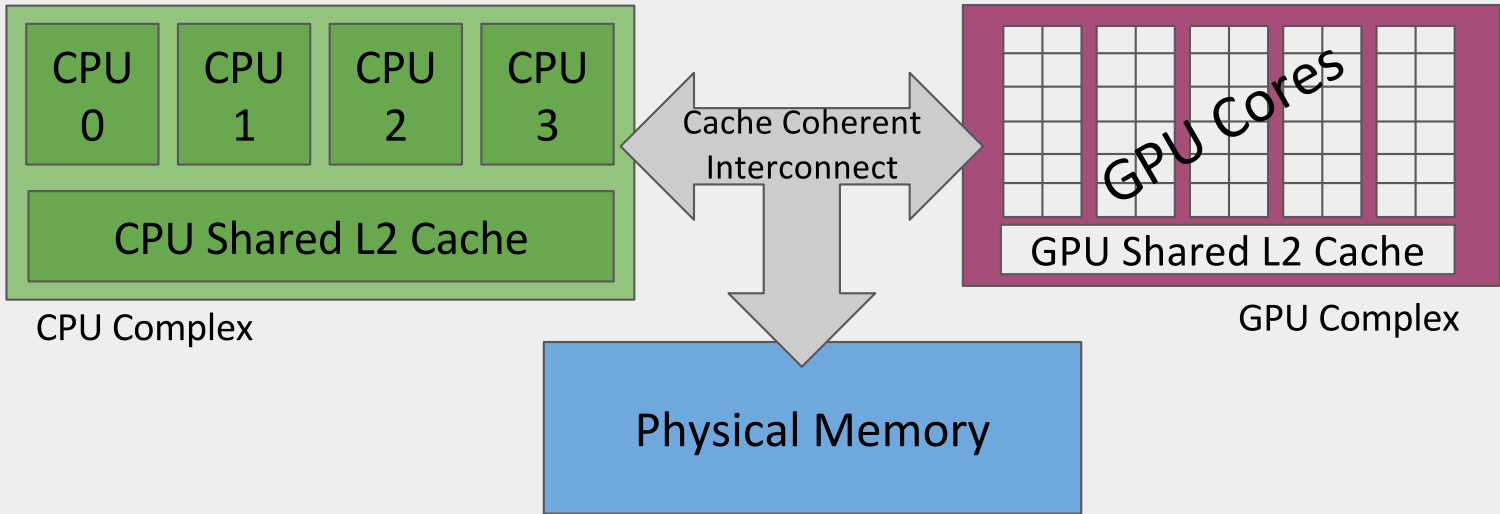 CPU
0
CPU
1
CPU
2
CPU
3
CPU Shared L2 Cache
CPU Complex
Cache Coherent
Interconnect
GPU Cores
GPU Shared L2 Cache
GPU Complex
Physical Memory